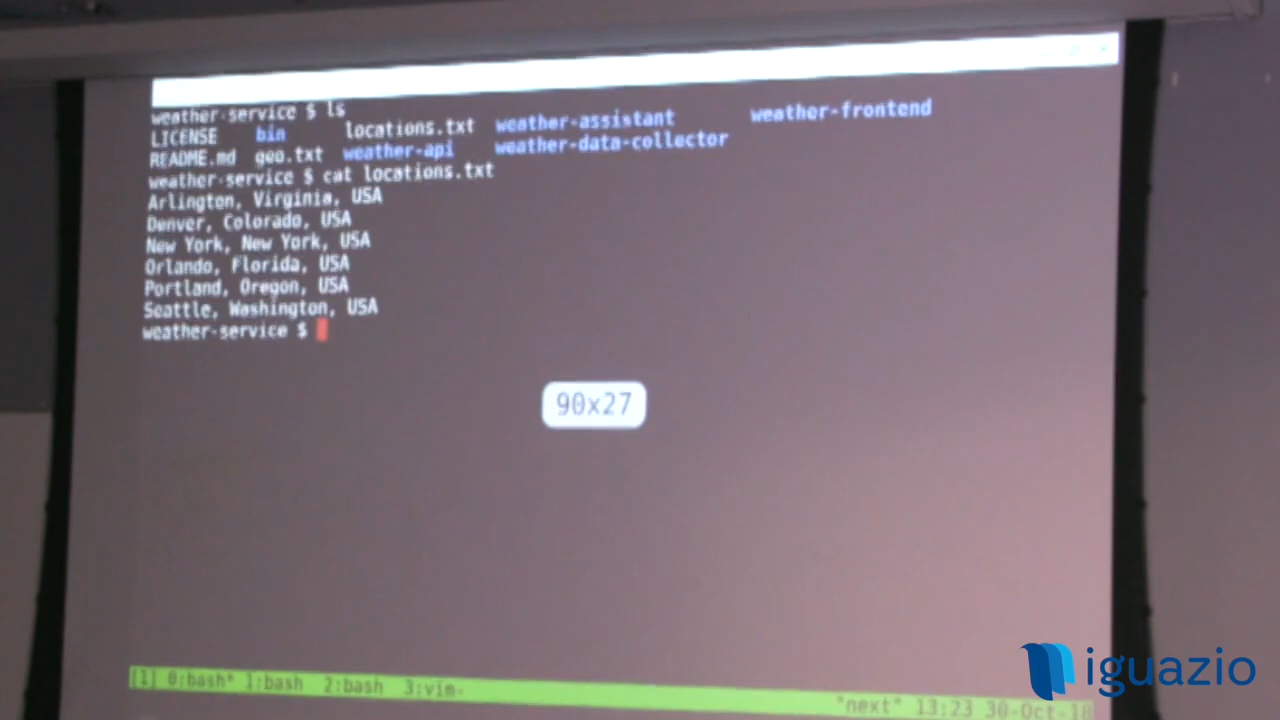 weather-service $ ls
LICENSE bin locations.txt weather-assistant weather-frontend
README.md geo.txt weather-api weather-data-collector
weather-service $ cat locations.txt
Arlington, Virginia, USA
Denver, Colorado, USA
New York, New York, USA
Orlando, Florida, USA
Portland, Oregon, USA
Seattle, Washington, USA
weather-service $
90x27
[1] 0:bash* 1:bash 2:bash 3:vim-
"next" 13:23 30-Oct-18
iguazio